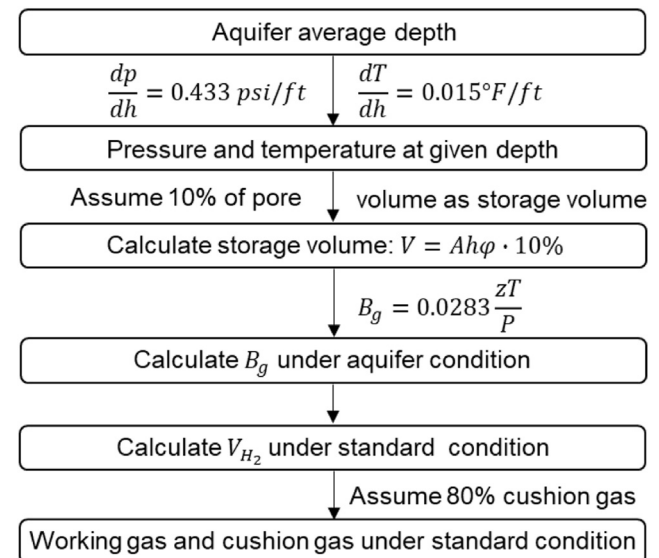 Aquifer average depth
dp/dh = 0.433 psi/ft dT/dh = 0.015°F/ft
Pressure and temperature at given depth
Assume 10% of pore volume as storage volume
Calculate storage volume: V = Ahφ · 10%
B_g = 0.0283 zT/P
Calculate B_g under aquifer condition
Calculate V_{H_2} under standard condition
Assume 80% cushion gas
Working gas and cushion gas under standard condition